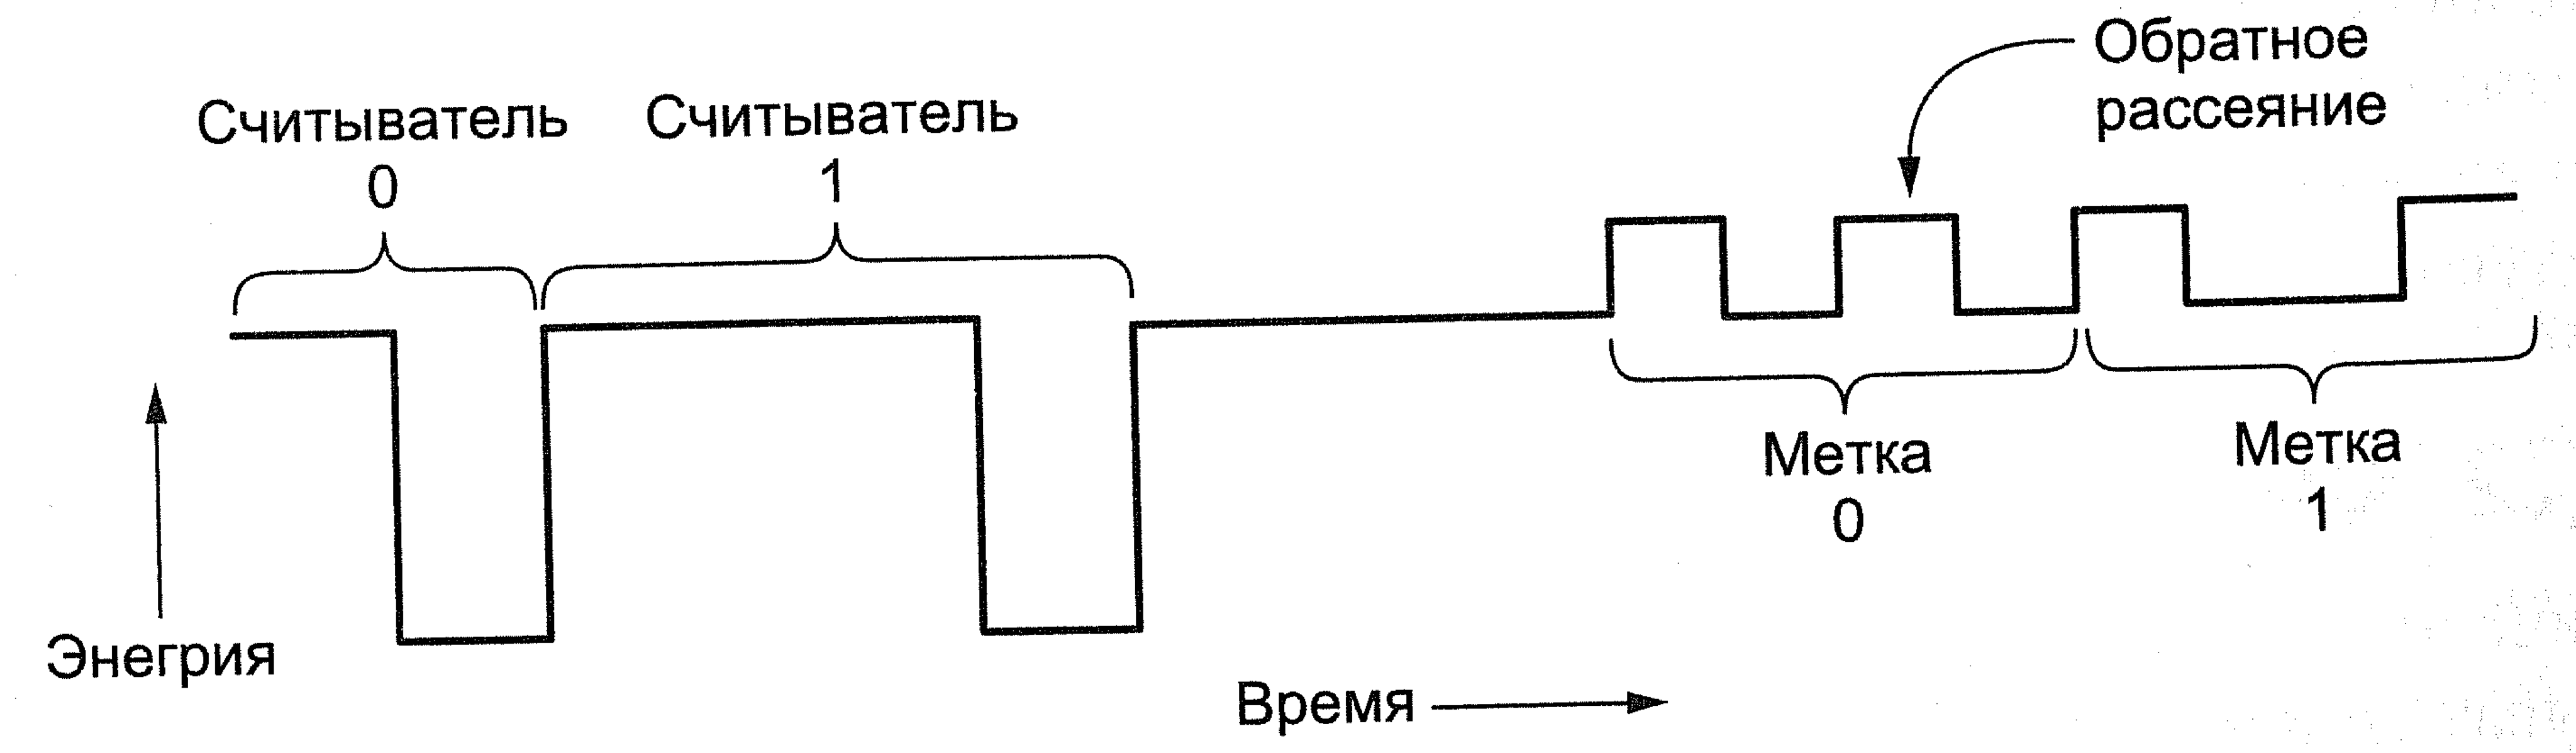 Обратное
рассеяние
Считыватель
0
Считыватель
1
Метка
0
Метка
1
Энегрия
Время